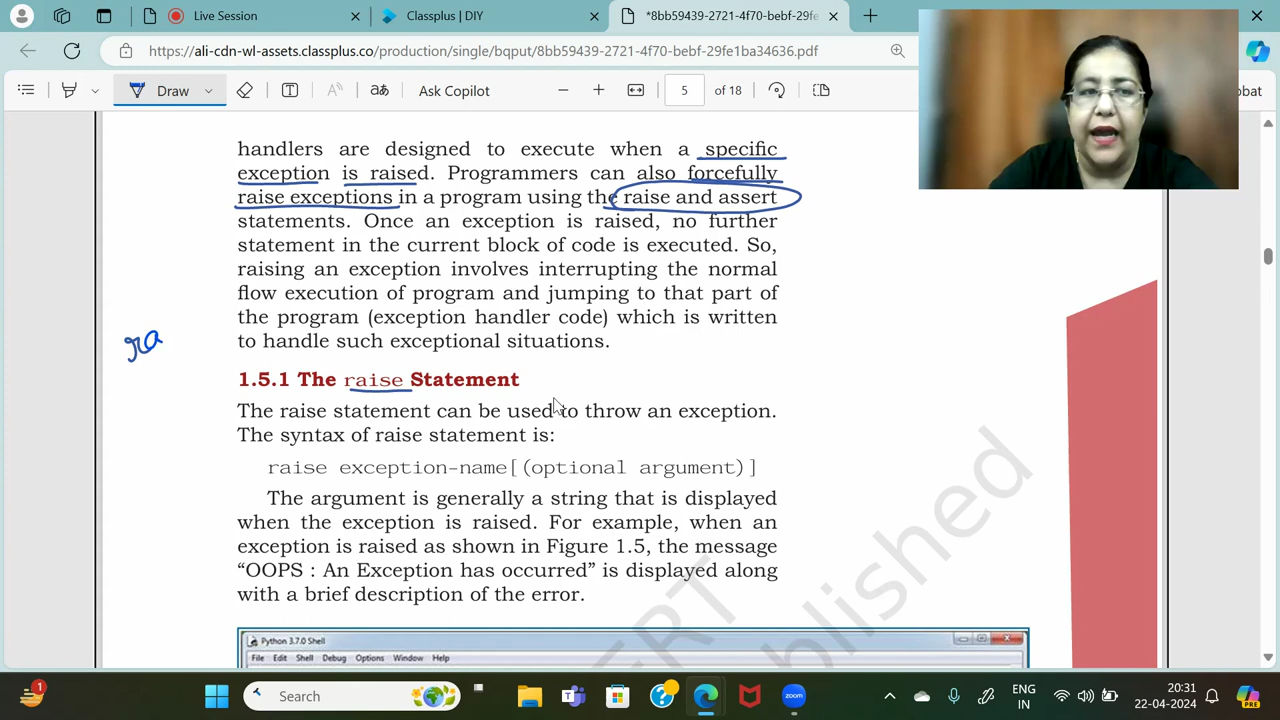 Live Session
Classplus | DIY
*8bb59439-2721-4f70-bebf-29fe
https://ali-cdn-wl-assets.classplus.co/production/single/bqput/8bb59439-2721-4f70-bebf-29fe1ba34636.pdf
Draw
Ask Copilot
5 of 18
handlers are designed to execute when a specific
exception is raised. Programmers can also forcefully
raise exceptions in a program using the raise and assert
statements. Once an exception is raised, no further
statement in the current block of code is executed. So,
raising an exception involves interrupting the normal
flow execution of program and jumping to that part of
the program (exception handler code) which is written
to handle such exceptional situations.
ra
1.5.1 The raise Statement
The raise statement can be used to throw an exception.
The syntax of raise statement is:
raise exception-name[(optional argument)]
The argument is generally a string that is displayed
when the exception is raised. For example, when an
exception is raised as shown in Figure 1.5, the message
“OOPS : An Exception has occurred” is displayed along
with a brief description of the error.
Python 3.7.0 Shell
File Edit Shell Debug Options Window Help
1
Search
zoom
ENG
IN
20:31
22-04-2024
PRE